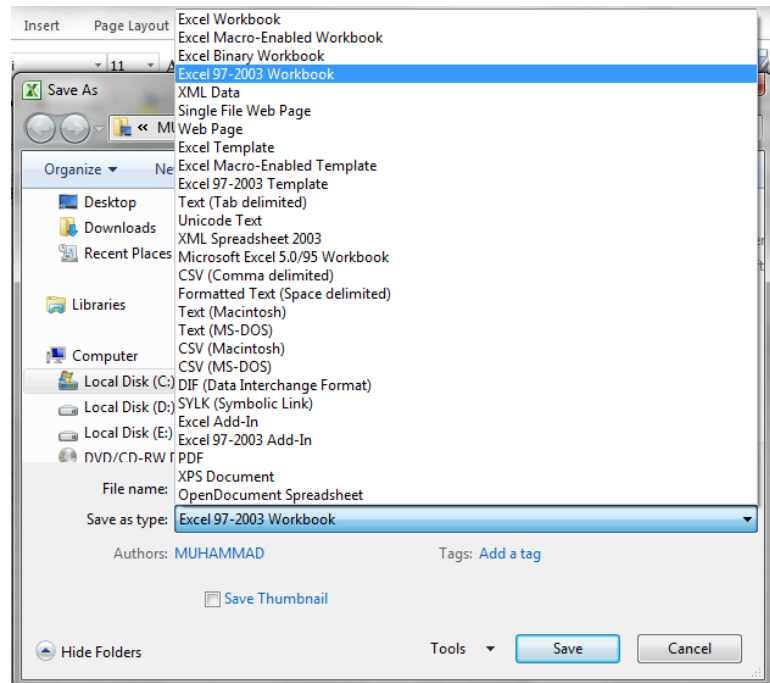 Insert Page Layout
11
Save As
« MU
Organize Ne
Desktop
Downloads
Recent Places
Libraries
Computer
Local Disk (C:)
Local Disk (D:)
Local Disk (E:)
DVD/CD-RW
Excel Workbook
Excel Macro-Enabled Workbook
Excel Binary Workbook
Excel 97-2003 Workbook
XML Data
Single File Web Page
Web Page
Excel Template
Excel Macro-Enabled Template
Excel 97-2003 Template
Text (Tab delimited)
Unicode Text
XML Spreadsheet 2003
Microsoft Excel 5.0/95 Workbook
CSV (Comma delimited)
Formatted Text (Space delimited)
Text (Macintosh)
Text (MS-DOS)
CSV (Macintosh)
CSV (MS-DOS)
DIF (Data Interchange Format)
SYLK (Symbolic Link)
Excel Add-In
Excel 97-2003 Add-In
PDF
XPS Document
OpenDocument Spreadsheet
File name:
Save as type: Excel 97-2003 Workbook
Authors: MUHAMMAD Tags: Add a tag
Save Thumbnail
Hide Folders Tools Save Cancel